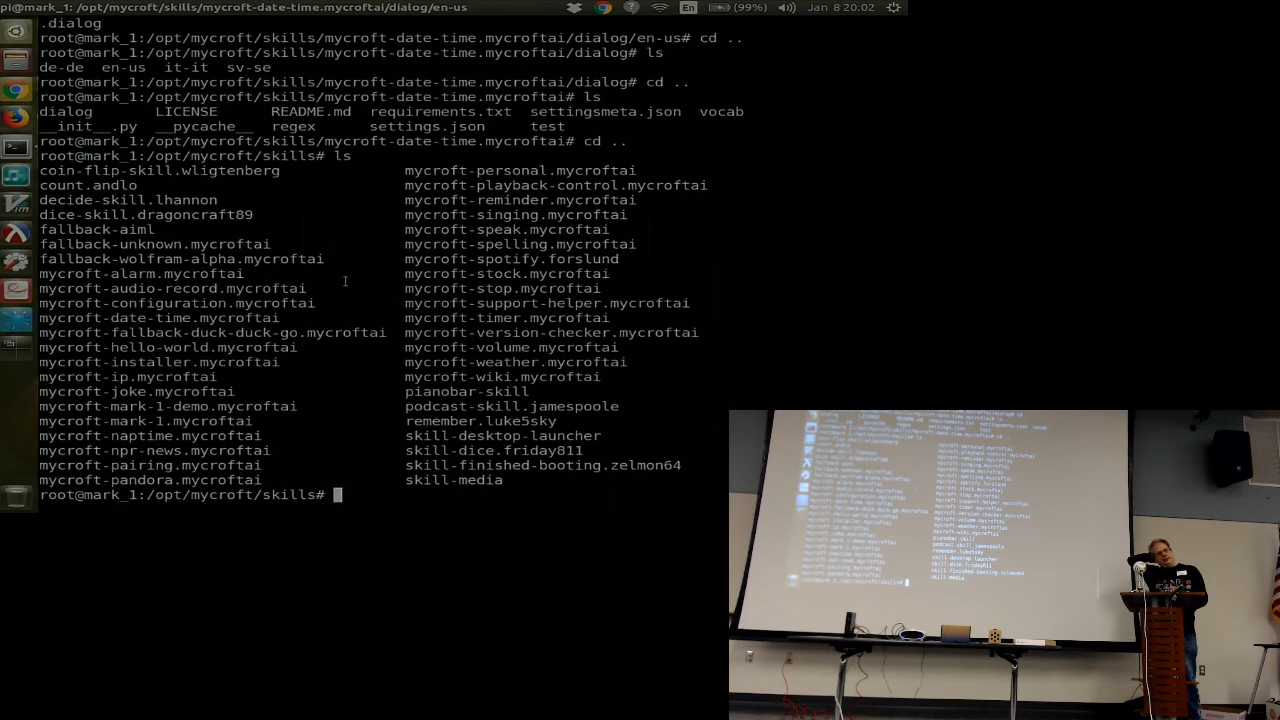 pi@mark_1:/opt/mycroft/skills/mycroft-date-time.mycroftai/dialog/en-us En (99%) Jan 8 20:02
.dialog
root@mark_1:/opt/mycroft/skills/mycroft-date-time.mycroftai/dialog/en-us# cd ..
root@mark_1:/opt/mycroft/skills/mycroft-date-time.mycroftai/dialog# ls
de-de en-us it-it sv-se
root@mark_1:/opt/mycroft/skills/mycroft-date-time.mycroftai/dialog# cd ..
root@mark_1:/opt/mycroft/skills/mycroft-date-time.mycroftai# ls
dialog LICENSE README.md requirements.txt settingsmeta.json vocab
__init__.py __pycache__ regex settings.json test
root@mark_1:/opt/mycroft/skills/mycroft-date-time.mycroftai# cd ..
root@mark_1:/opt/mycroft/skills# ls
coin-flip-skill.wligtenberg mycroft-personal.mycroftai
count.andlo mycroft-playback-control.mycroftai
decide-skill.lhannon mycroft-reminder.mycroftai
dice-skill.dragoncraft89 mycroft-singing.mycroftai
fallback-aiml mycroft-speak.mycroftai
fallback-unknown.mycroftai mycroft-spelling.mycroftai
fallback-wolfram-alpha.mycroftai mycroft-spotify.forslund
mycroft-alarm.mycroftai mycroft-stock.mycroftai
mycroft-audio-record.mycroftai mycroft-stop.mycroftai
mycroft-configuration.mycroftai mycroft-support-helper.mycroftai
mycroft-date-time.mycroftai mycroft-timer.mycroftai
mycroft-fallback-duck-duck-go.mycroftai mycroft-version-checker.mycroftai
mycroft-hello-world.mycroftai mycroft-volume.mycroftai
mycroft-installer.mycroftai mycroft-weather.mycroftai
mycroft-ip.mycroftai mycroft-wiki.mycroftai
mycroft-joke.mycroftai pianobar-skill
mycroft-mark-1-demo.mycroftai podcast-skill.jamespoole
mycroft-mark-1.mycroftai remember.luke5sky
mycroft-naptime.mycroftai skill-desktop-launcher
mycroft-npr-news.mycroftai skill-dice.friday811
mycroft-pairing.mycroftai skill-finished-booting.zelmon64
mycroft-pandora.mycroftai skill-media
root@mark_1:/opt/mycroft/skills#